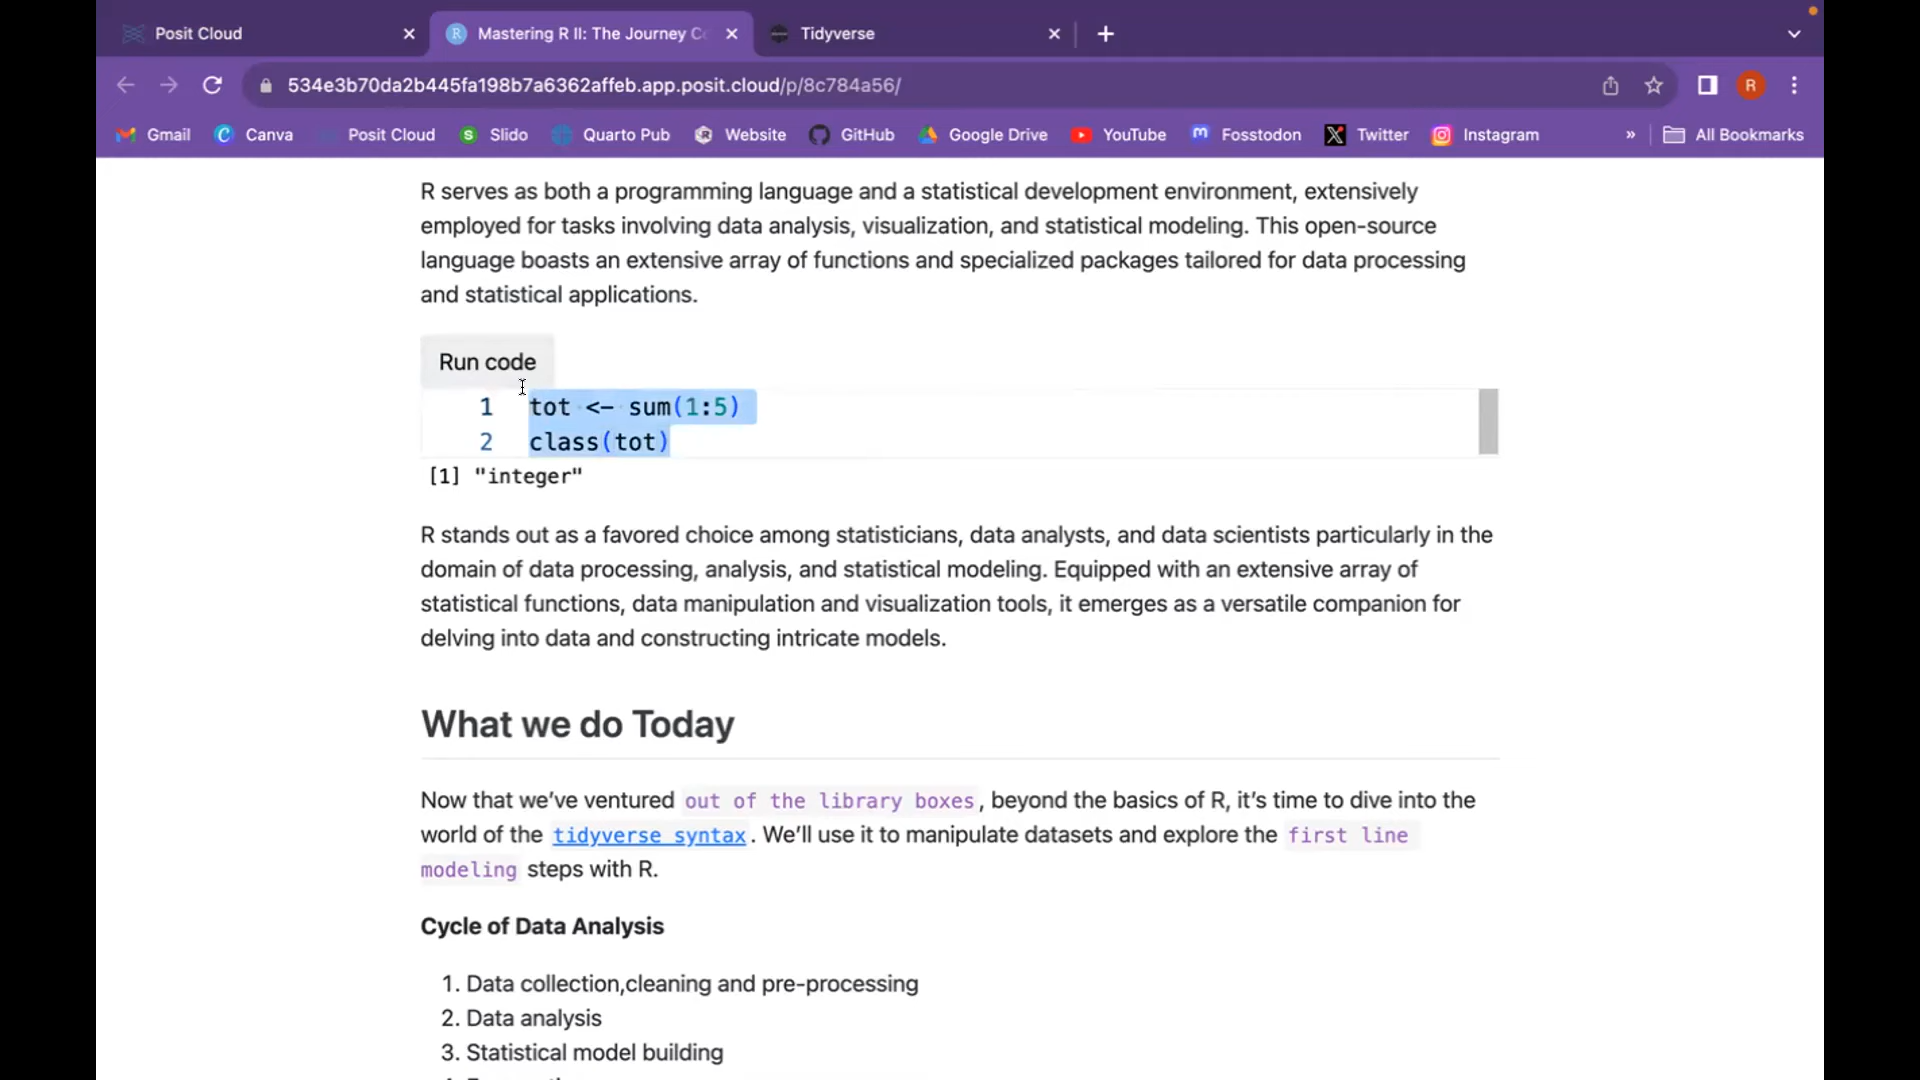 Posit Cloud
Mastering R II: The Journey Co
Tidyverse
534e3b70da2b445fa198b7a6362affeb.app.posit.cloud/p/8c784a56/
R
Gmail Canva Posit Cloud Slido Quarto Pub Website GitHub Google Drive YouTube Fosstodon Twitter Instagram » All Bookmarks
R serves as both a programming language and a statistical development environment, extensively
employed for tasks involving data analysis, visualization, and statistical modeling. This open-source
language boasts an extensive array of functions and specialized packages tailored for data processing
and statistical applications.
Run code
1 tot <- sum(1:5)
2 class(tot)
[1] "integer"
R stands out as a favored choice among statisticians, data analysts, and data scientists particularly in the
domain of data processing, analysis, and statistical modeling. Equipped with an extensive array of
statistical functions, data manipulation and visualization tools, it emerges as a versatile companion for
delving into data and constructing intricate models.
What we do Today
Now that we've ventured out of the library boxes, beyond the basics of R, it's time to dive into the
world of the tidyverse syntax. We'll use it to manipulate datasets and explore the first line
modeling steps with R.
Cycle of Data Analysis
1. Data collection,cleaning and pre-processing
2. Data analysis
3. Statistical model building